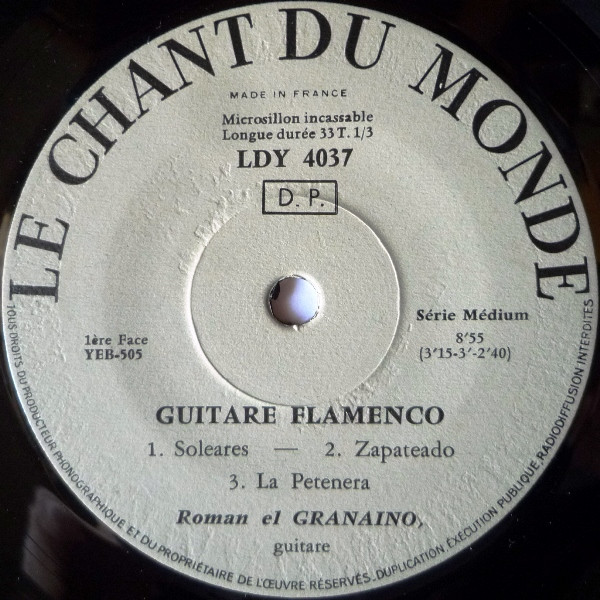 LE CHANT DU MONDE
MADE IN FRANCE
Microsillon incassable
Longue durée 33 T. 1/3
LDY 4037
D. P.
Série Médium
8'55
(3'15-3'-2'40)
1ère Face
YEB-505
GUITARE FLAMENCO
1. Soleares — 2. Zapateado
3. La Petenera
Roman el GRANAINO,
guitare
TOUS DROITS DU PRODUCTEUR PHONOGRAPHIQUE ET DU PROPRIÉTAIRE DE L'ŒUVRE RÉSERVÉS. DUPLICATION EXÉCUTION PUBLIQUE, RADIODIFFUSION INTERDITES